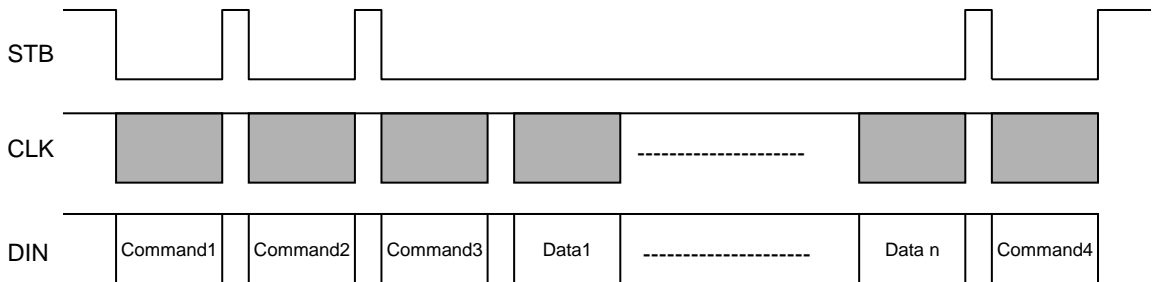 STB
CLK
DIN
Command1 Command2 Command3 Data1 Data n Command4